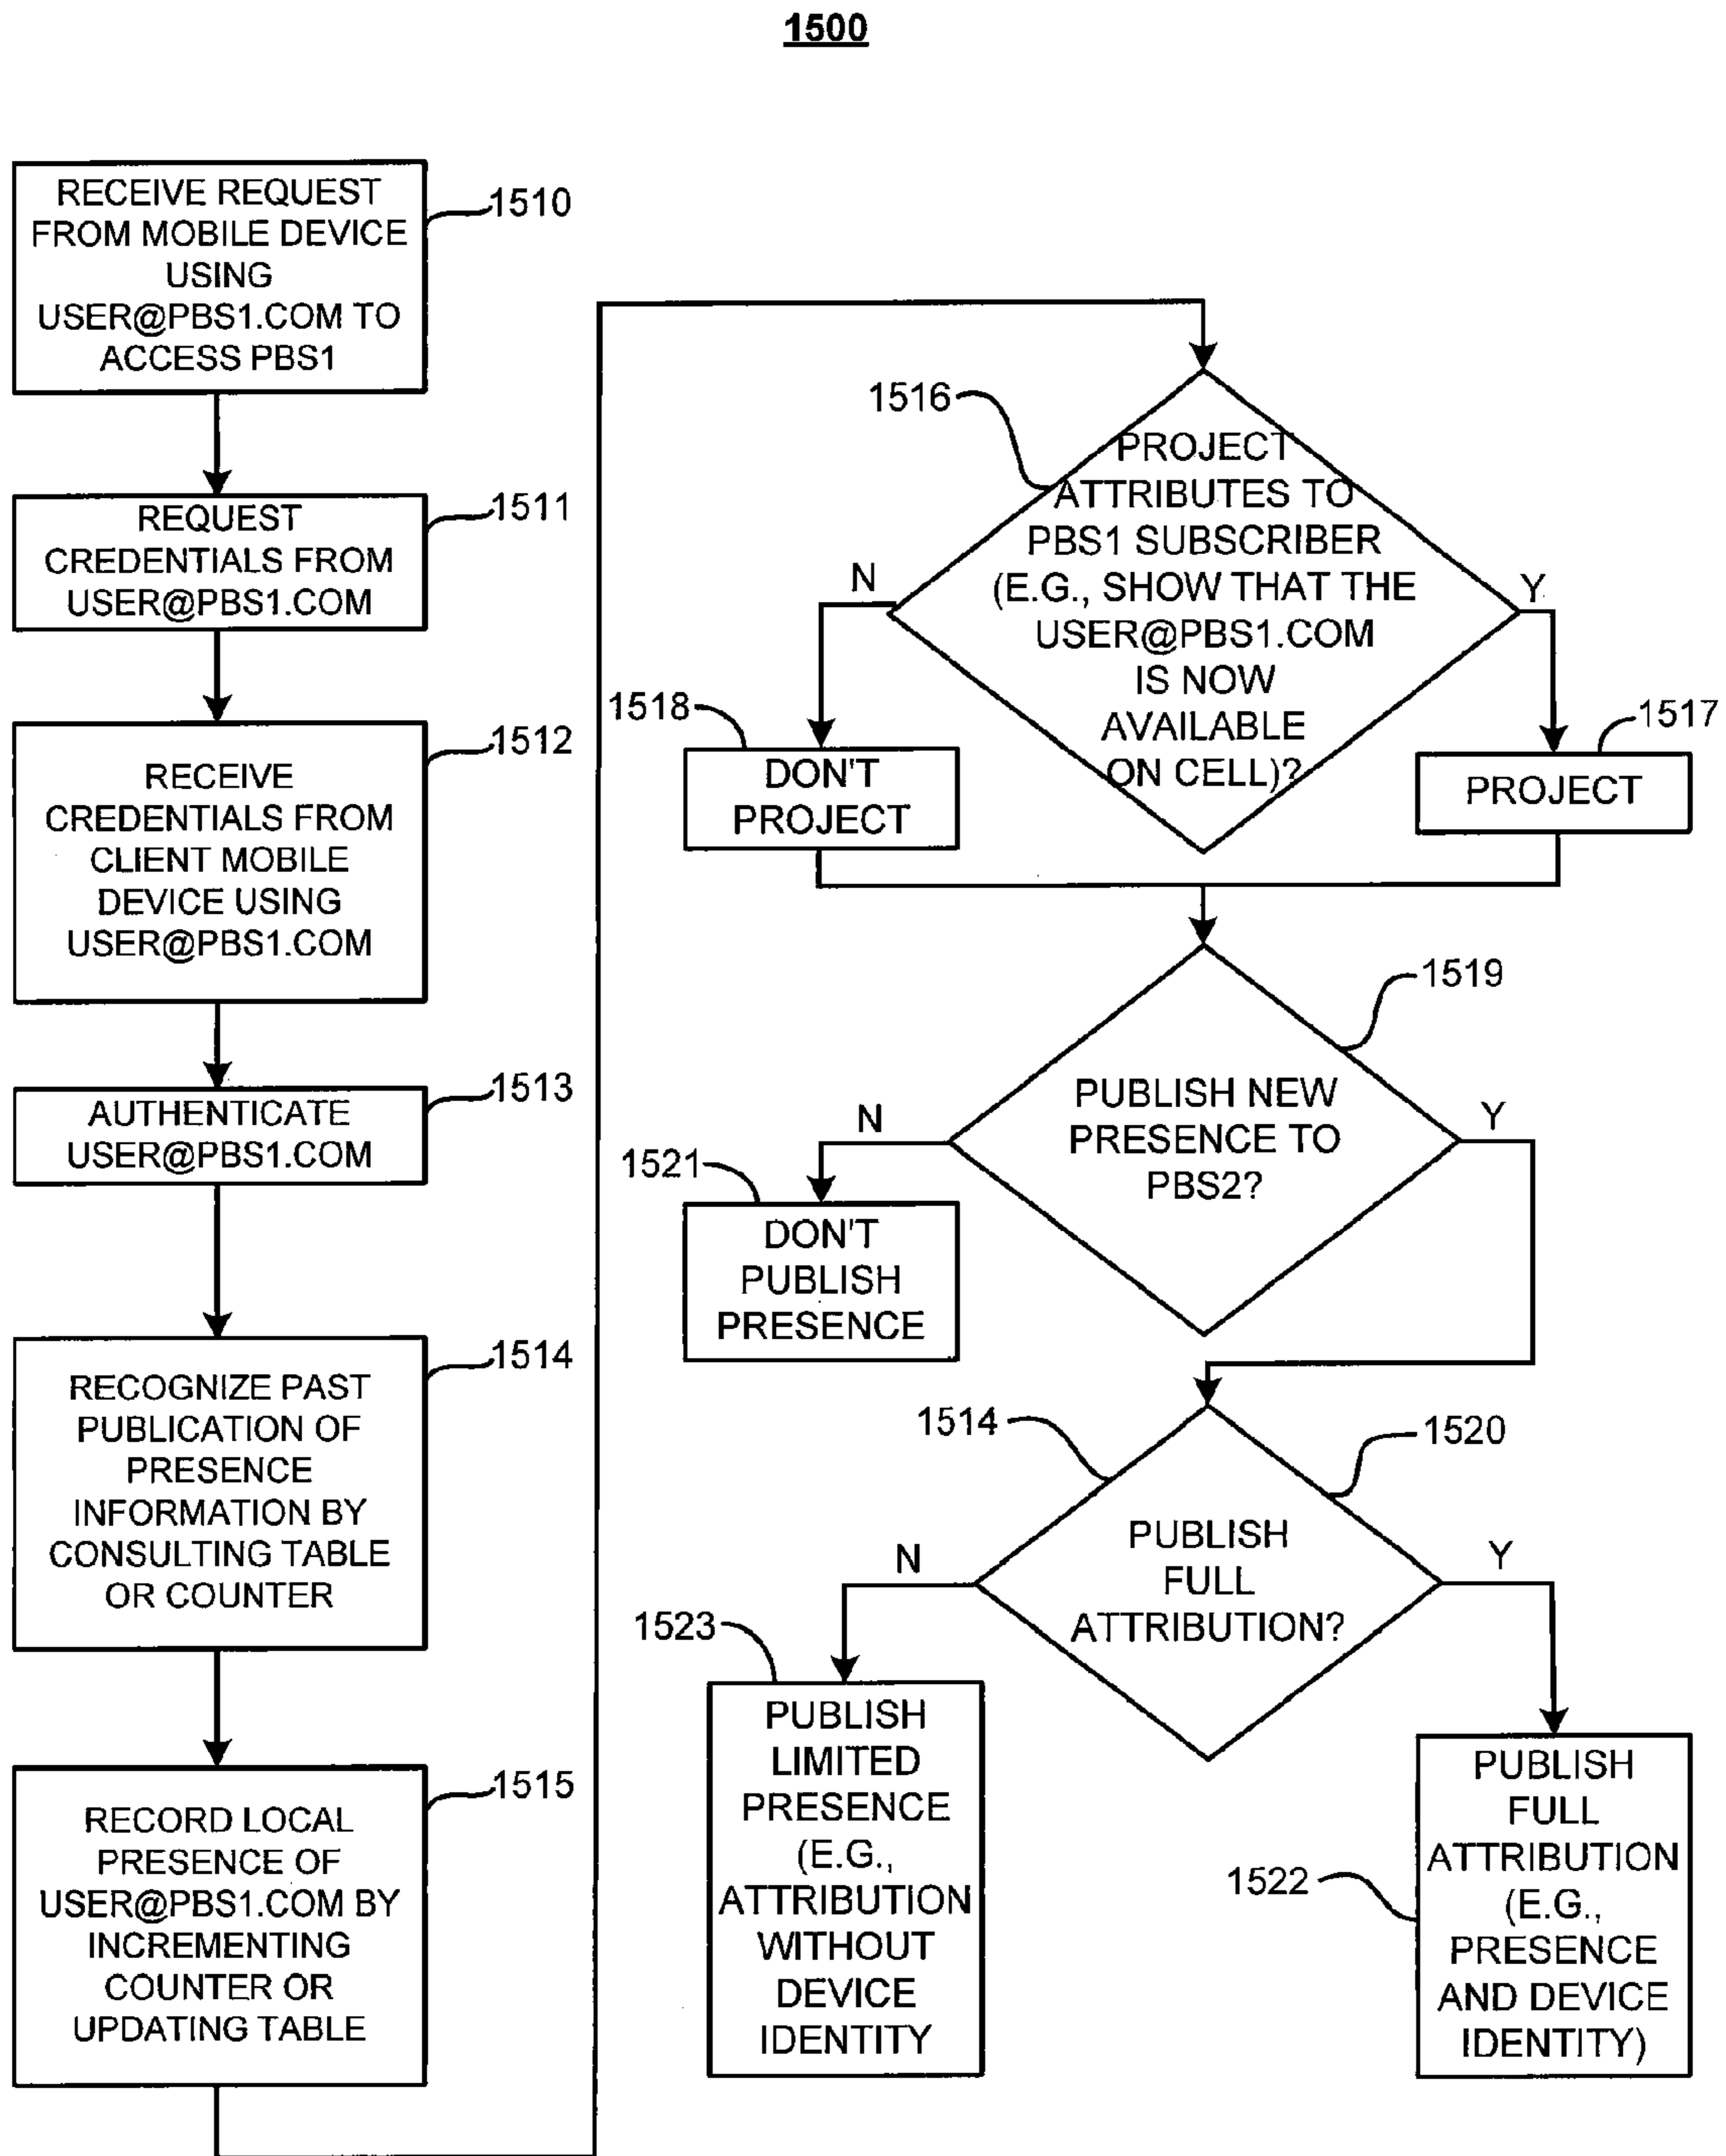 1500
RECEIVE REQUEST
FROM MOBILE DEVICE
USING
USER@PBS1.COM TO
ACCESS PBS1
1510
REQUEST
CREDENTIALS FROM
USER@PBS1.COM
1511
RECEIVE
CREDENTIALS FROM
CLIENT MOBILE
DEVICE USING
USER@PBS1.COM
1512
AUTHENTICATE
USER@PBS1.COM
1513
RECOGNIZE PAST
PUBLICATION OF
PRESENCE
INFORMATION BY
CONSULTING TABLE
OR COUNTER
1514
RECORD LOCAL
PRESENCE OF
USER@PBS1.COM BY
INCREMENTING
COUNTER OR
UPDATING TABLE
1515
1516
PROJECT
ATTRIBUTES TO
PBS1 SUBSCRIBER
(E.G., SHOW THAT THE
USER@PBS1.COM
IS NOW
AVAILABLE
ON CELL)?
N
Y
1518
DON'T
PROJECT
1517
PROJECT
1519
PUBLISH NEW
PRESENCE TO
PBS2?
N
Y
1521
DON'T
PUBLISH
PRESENCE
1514
1520
PUBLISH
FULL
ATTRIBUTION?
N
Y
1523
PUBLISH
LIMITED
PRESENCE
(E.G.,
ATTRIBUTION
WITHOUT
DEVICE
IDENTITY
1522
PUBLISH
FULL
ATTRIBUTION
(E.G.,
PRESENCE
AND DEVICE
IDENTITY)